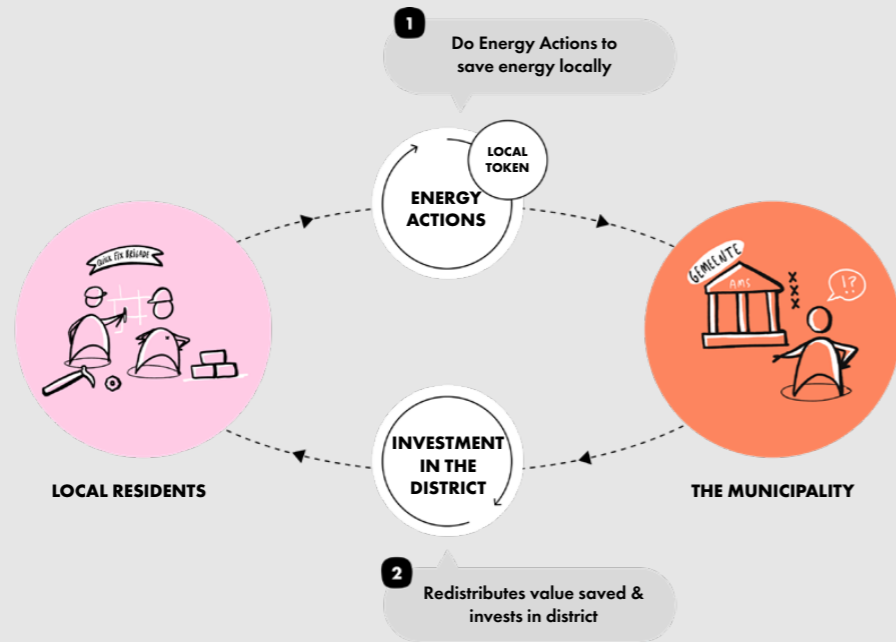 1
Do Energy Actions to
save energy locally
LOCAL
TOKEN
ENERGY
ACTIONS
QUICK FIX BRIGADE
GEMEENTE
AMS
XXX
!?
INVESTMENT
IN THE
DISTRICT
LOCAL RESIDENTS
THE MUNICIPALITY
2
Redistributes value saved &
invests in district